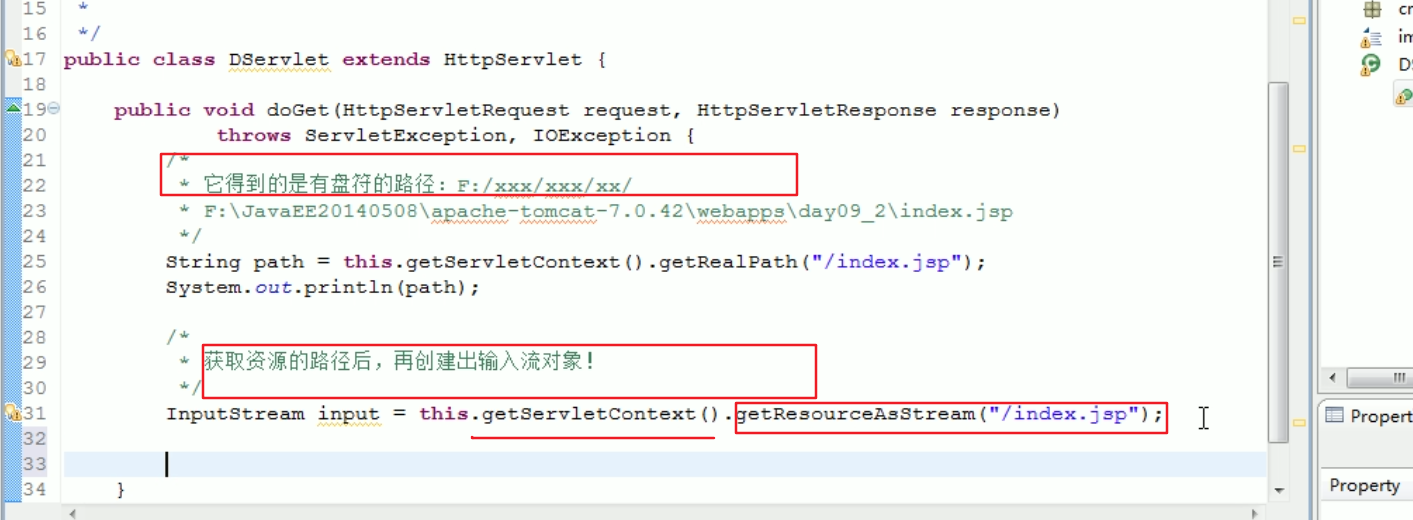 15 *
16 */
17 public class DServlet extends HttpServlet {
18
19 public void doGet(HttpServletRequest request, HttpServletResponse response)
20 throws ServletException, IOException {
21 /*
22 * 它得到的是有盘符的路径：F:/xxx/xxx/xx/
23 * F:\JavaEE20140508\apache-tomcat-7.0.42\webapps\day09_2\index.jsp
24 */
25 String path = this.getServletContext().getRealPath("/index.jsp");
26 System.out.println(path);
27
28 /*
29 * 获取资源的路径后，再创建出输入流对象！
30 */
31 InputStream input = this.getServletContext().getResourceAsStream("/index.jsp");
32
33
34 }
Property